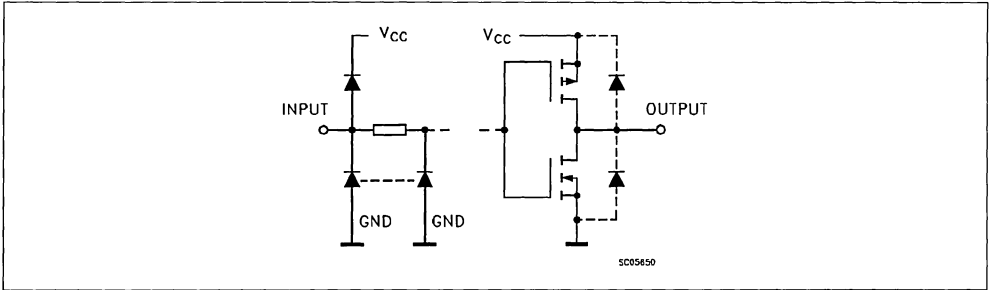 VCC
VCC
INPUT
OUTPUT
GND
GND
SC05650